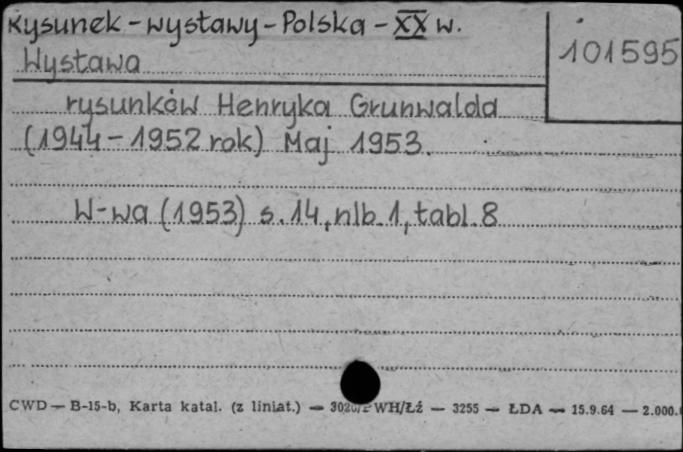 Rysunek - wystawy - Polska - XX w.
101595
Wystawa
rysunków Henryka Grunwalda
(1944 - 1952 rok) Maj 1953.
W-wa (1953) s. 14, nlb. 1, tabl. 8
CWD — B-15-b, Karta katal. (z liniat.) — WH/Łź — 3255 — ŁDA — 15.9.64 — 2.000.